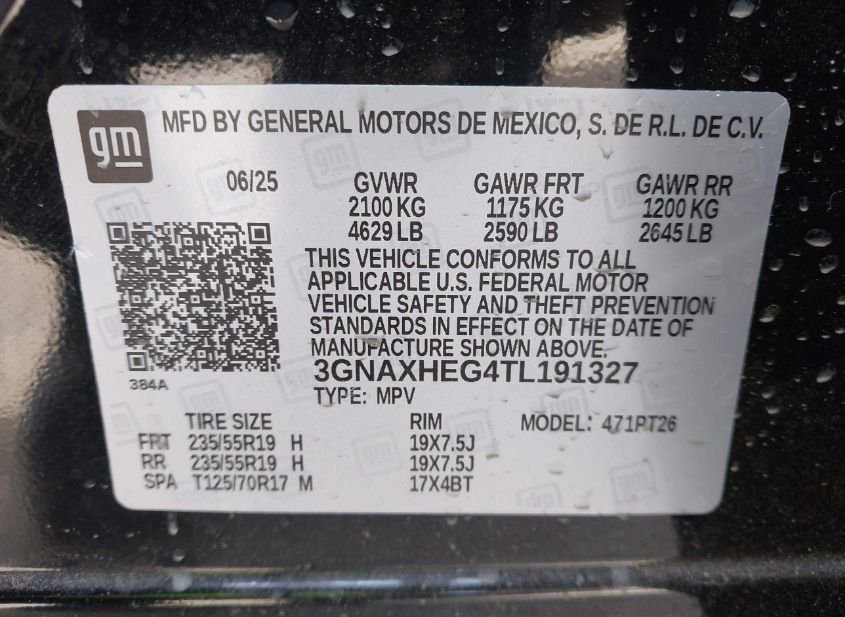 gm MFD BY GENERAL MOTORS DE MEXICO, S. DE R.L. DE C.V.
06/25 GVWR GAWR FRT GAWR RR
2100 KG 1175 KG 1200 KG
4629 LB 2590 LB 2645 LB
THIS VEHICLE CONFORMS TO ALL
APPLICABLE U.S. FEDERAL MOTOR
VEHICLE SAFETY AND THEFT PREVENTION
STANDARDS IN EFFECT ON THE DATE OF
MANUFACTURE SHOWN ABOVE.
384A 3GNAXHEG4TL191327
TYPE: MPV
TIRE SIZE RIM MODEL: 471PT26
FRT 235/55R19 H 19X7.5J
RR 235/55R19 H 19X7.5J
SPA T125/70R17 M 17X4BT